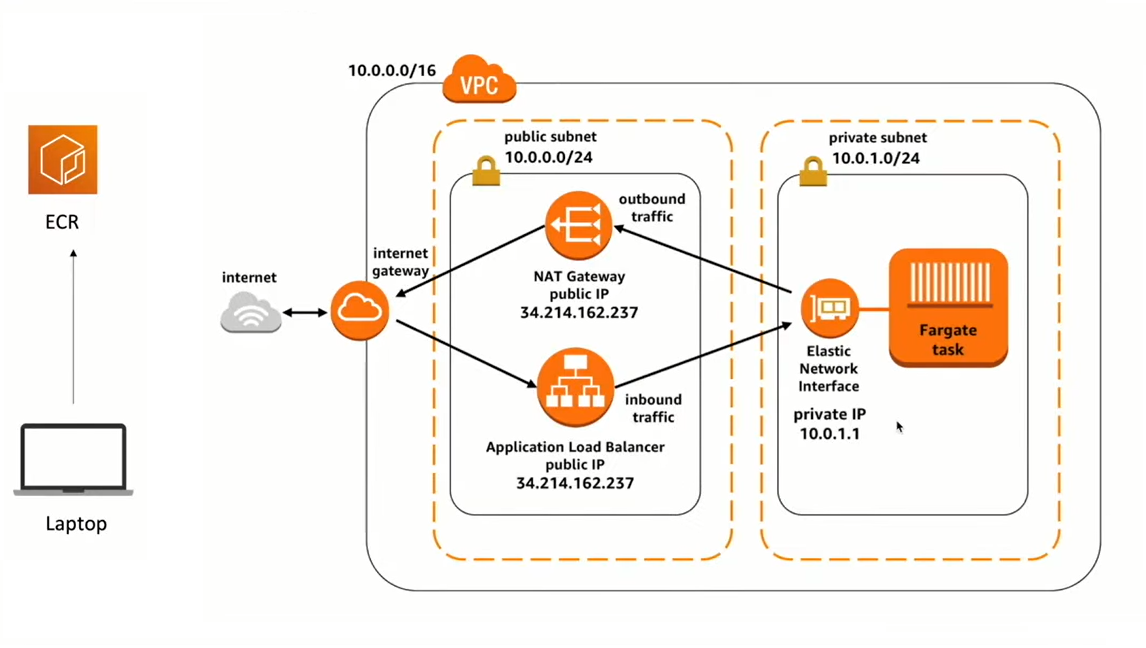 10.0.0.0/16
VPC
public subnet
10.0.0.0/24
private subnet
10.0.1.0/24
ECR
outbound
traffic
internet
gateway
internet
NAT Gateway
public IP
34.214.162.237
Fargate
task
Elastic
Network
Interface
private IP
10.0.1.1
inbound
traffic
Application Load Balancer
public IP
34.214.162.237
Laptop